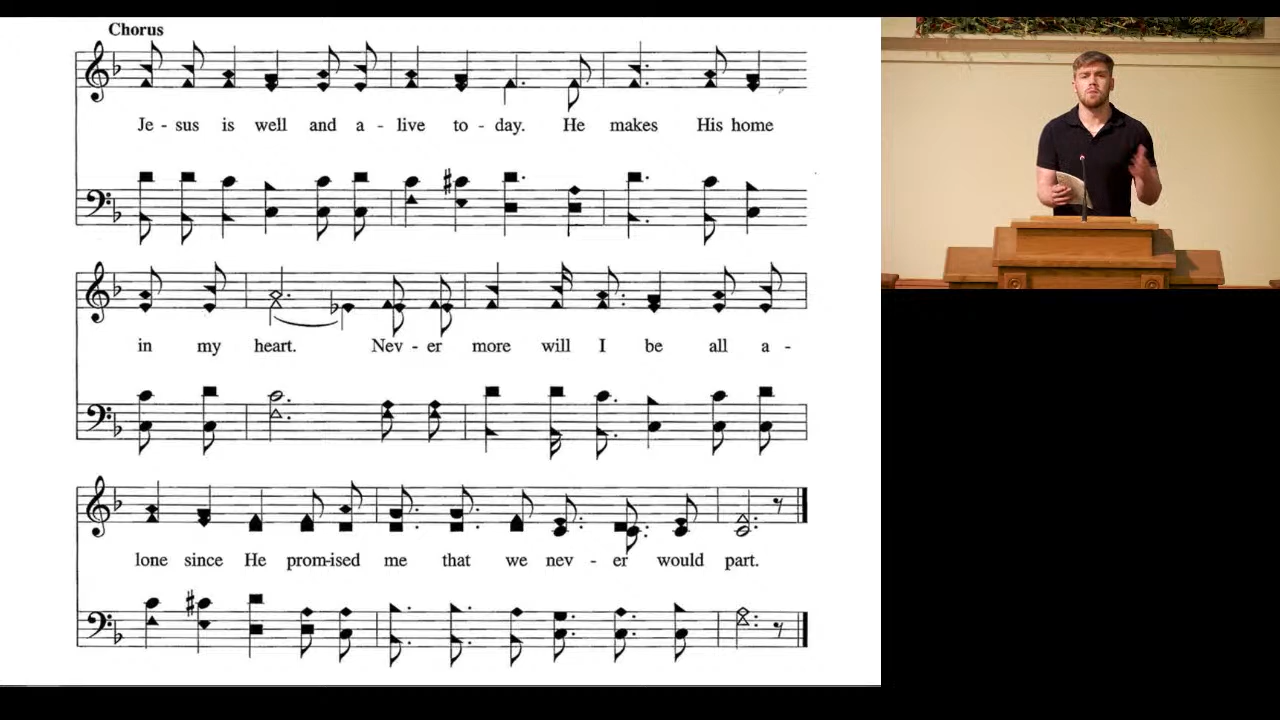 Chorus
Je - sus is well and a - live to - day. He makes His home
in my heart. Nev - er more will I be all a -
lone since He prom-ised me that we nev - er would part.